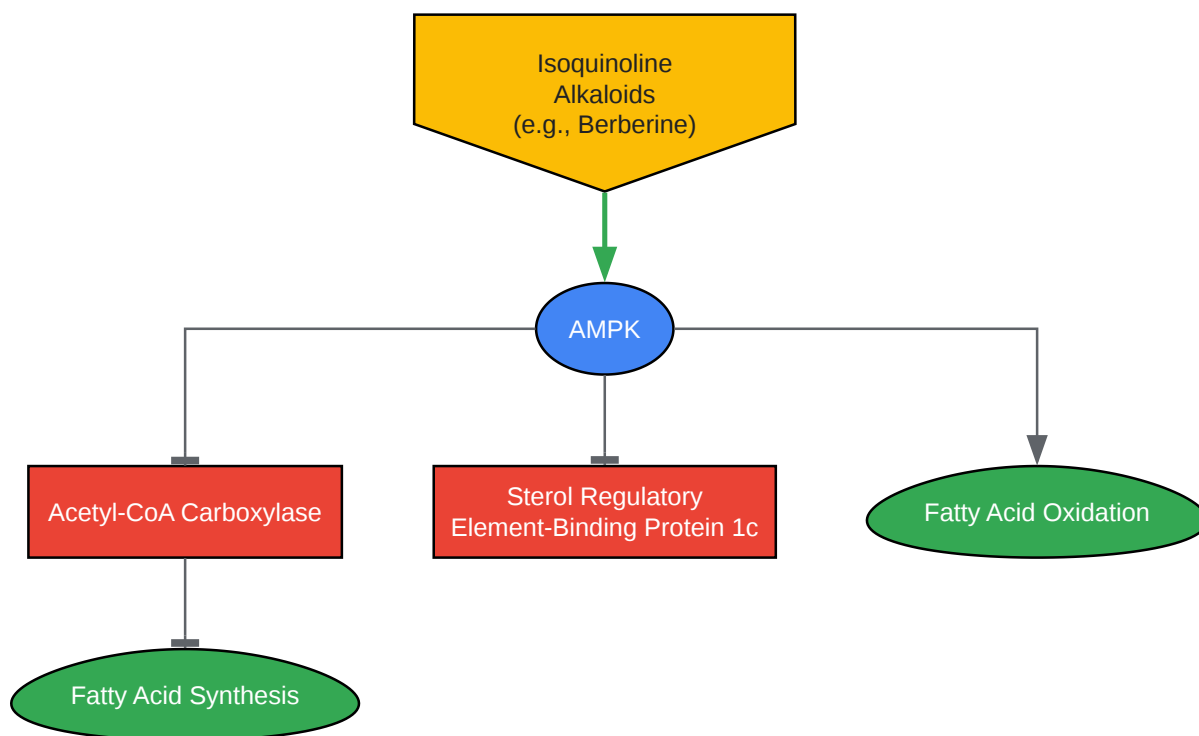 Isoquinoline
Alkaloids
(e.g., Berberine)
AMPK
Acetyl-CoA Carboxylase
Sterol Regulatory
Element-Binding Protein 1c
Fatty Acid Oxidation
Fatty Acid Synthesis